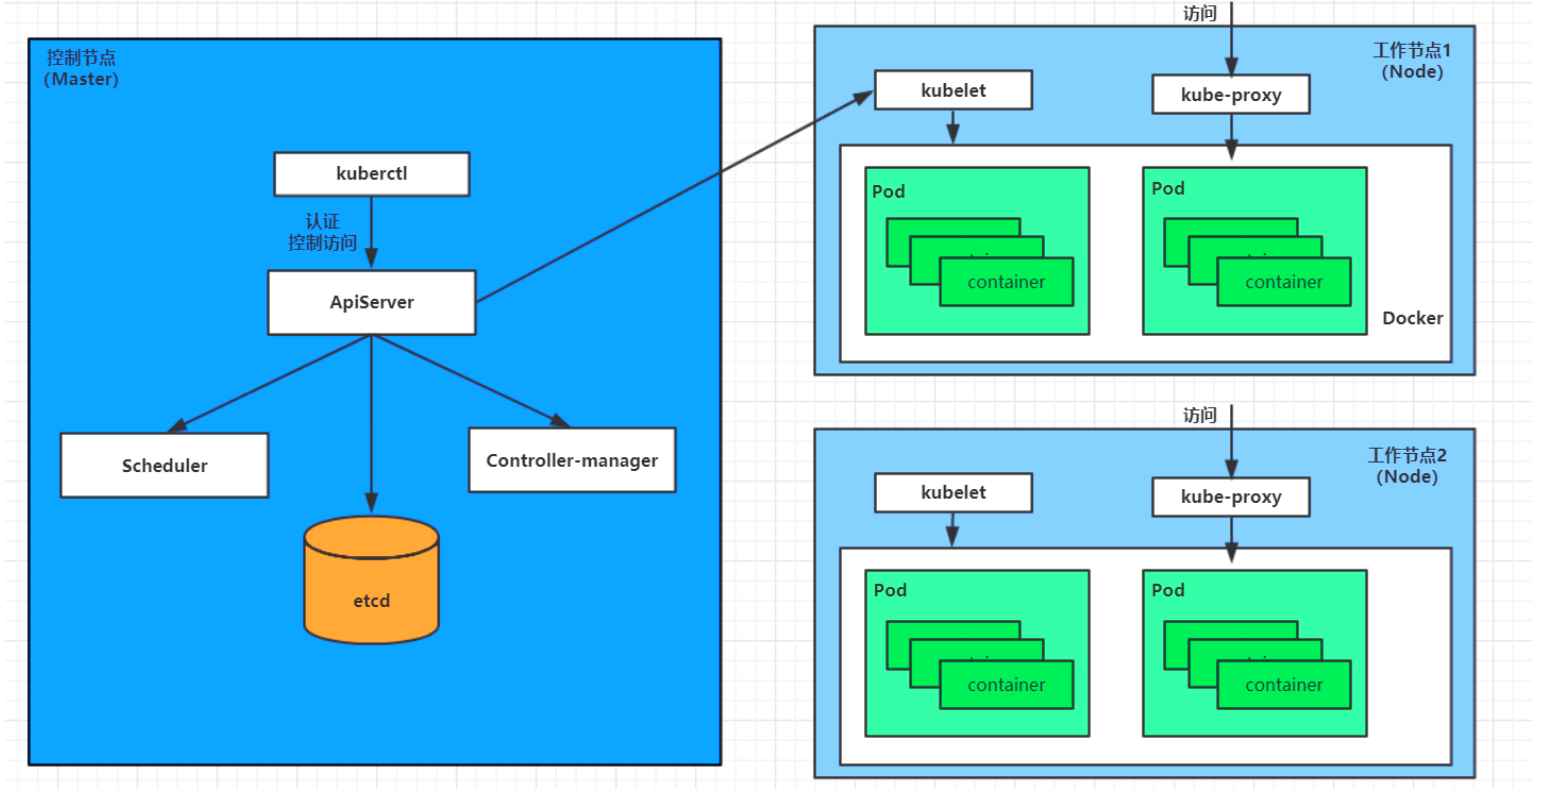 控制节点
(Master)
kuberctl
认证
控制访问
ApiServer
Scheduler
Controller-manager
etcd
访问
工作节点1
(Node)
kubelet
kube-proxy
Pod
container
Pod
container
Docker
访问
工作节点2
(Node)
kubelet
kube-proxy
Pod
container
Pod
container